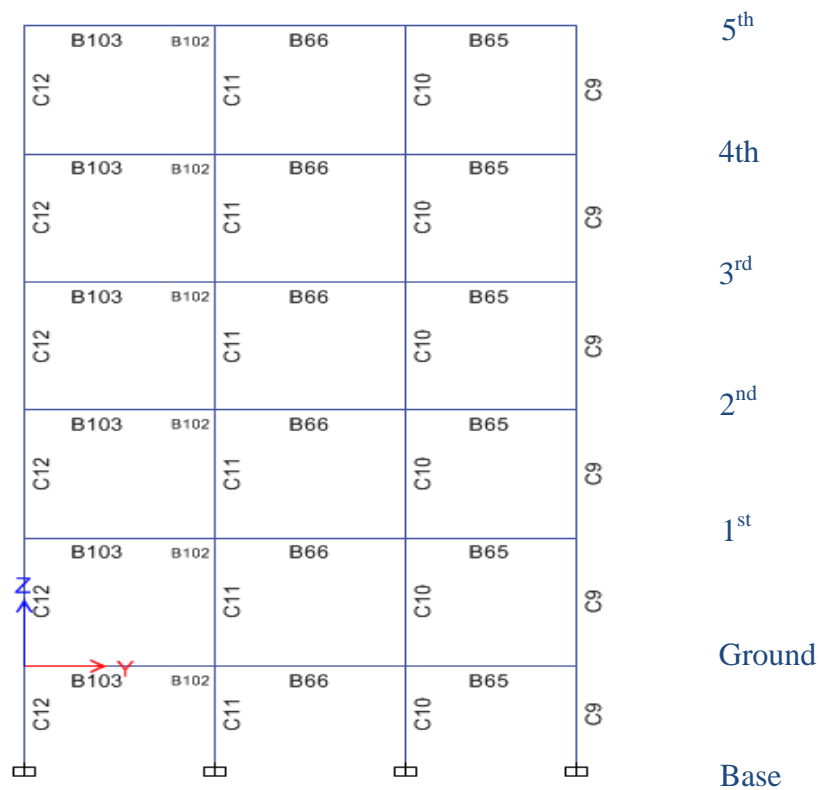 5th
B103 B102 B66 B65
C12 C11 C10 C9
4th
B103 B102 B66 B65
C12 C11 C10 C9
3rd
B103 B102 B66 B65
C12 C11 C10 C9
2nd
B103 B102 B66 B65
C12 C11 C10 C9
1st
B103 B102 B66 B65
Z
C12 C11 C10 C9
Ground
Y
B103 B102 B66 B65
C12 C11 C10 C9
Base